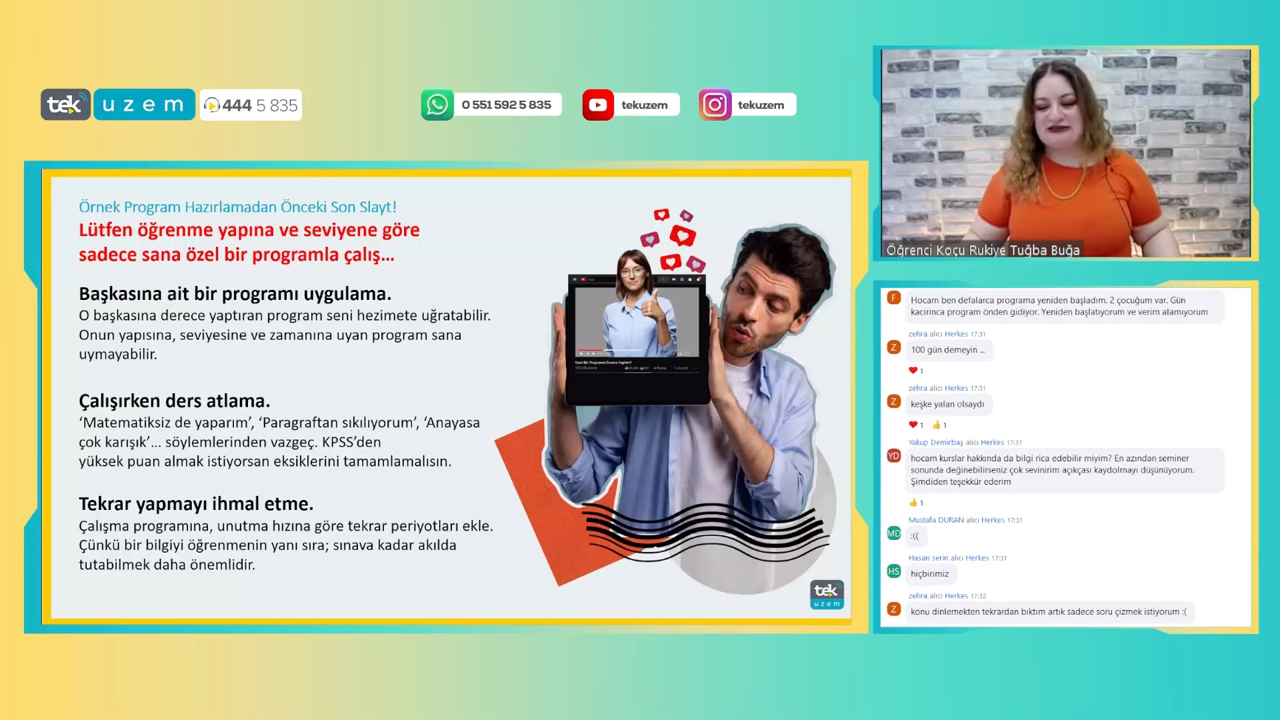 tek uzem 444 5 835
0 551 592 5 835
tekuzem
tekuzem
Örnek Program Hazırlamadan Önceki Son Slayt!
Lütfen öğrenme yapına ve seviyene göre
sadece sana özel bir programla çalış...
Başkasına ait bir programı uygulama.
O başkasına derece yaptıran program seni hezimete uğratabilir.
Onun yapısına, seviyesine ve zamanına uyan program sana
uymayabilir.
Çalışırken ders atlama.
‘Matematiksiz de yaparım’, ‘Paragraftan sıkılıyorum’, ‘Anayasa
çok karışık’... söylemlerinden vazgeç. KPSS’den
yüksek puan almak istiyorsan eksiklerini tamamlamalısın.
Tekrar yapmayı ihmal etme.
Çalışma programına, unutma hızına göre tekrar periyotları ekle.
Çünkü bir bilgiyi öğrenmenin yanı sıra; sınava kadar akılda
tutabilmek daha önemlidir.
tek
uzem
Öğrenci Koçu Rukiye Tuğba Buğa
F
Hocam ben defalarca programa yeniden başladım. 2 çocuğum var. Gün
kacirinca program önden gidiyor. Yeniden başlatıyorum ve verim alamıyorum
zehra alıcı Herkes 17:31
Z
100 gün demeyin ...
1
zehra alıcı Herkes 17:31
Z
keşke yalan olsaydı
1 1
Yakup Demirbaş alıcı Herkes 17:31
YD
hocam kurslar hakkında da bilgi rica edebilir miyim? En azından seminer
sonunda değinebilirseniz çok sevinirim açıkçası kaydolmayı düşünüyorum.
Şimdiden teşekkür ederim
1
Mustafa DURAN alıcı Herkes 17:31
MD
:((
Hasan serin alıcı Herkes 17:31
HS
hiçbirimiz
zehra alıcı Herkes 17:32
Z
konu dinlemekten tekrardan bıktım artık sadece soru çizmek istiyorum :(